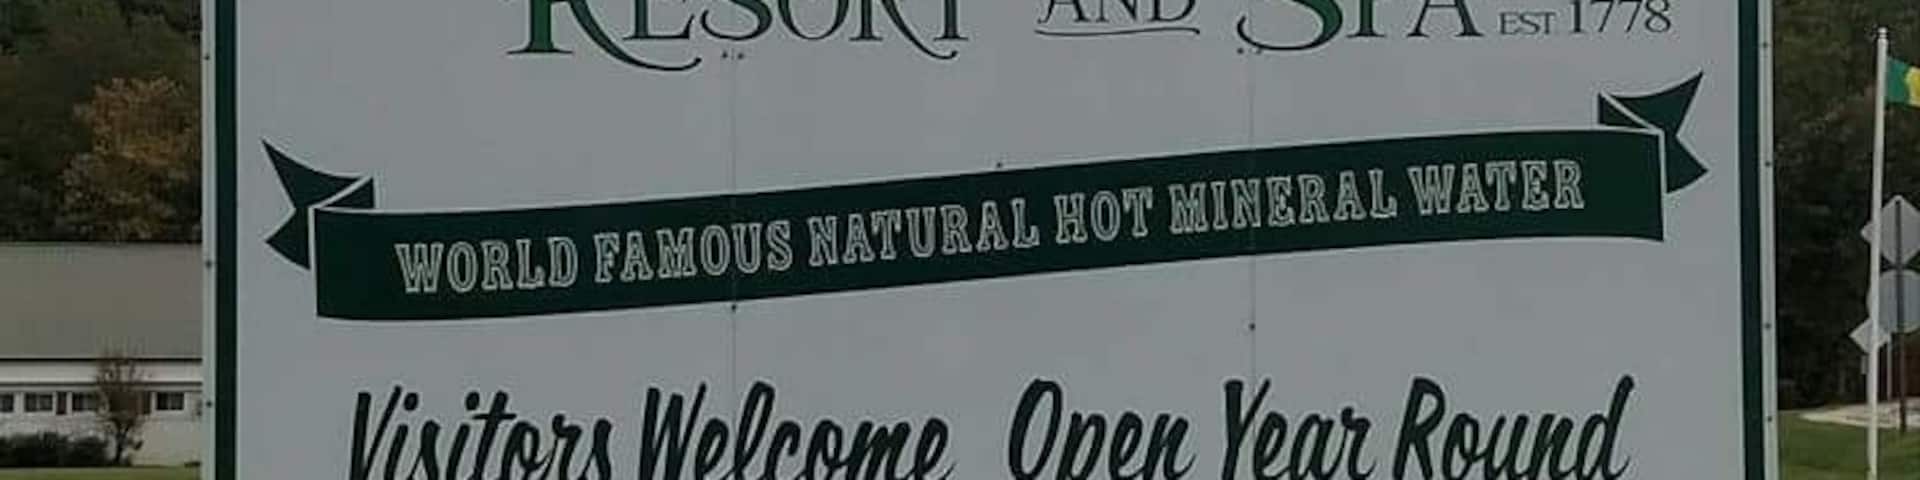 RESORT AND SPA EST 1778
WORLD FAMOUS NATURAL HOT MINERAL WATER
Visitors Welcome Open Year Round